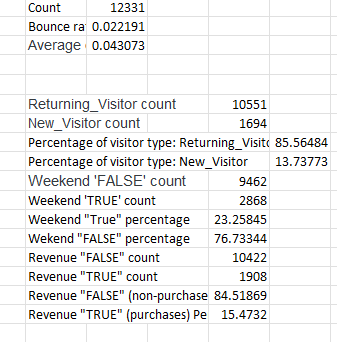 Count 12331
Bounce ra 0.022191
Average 0.043073
Returning_Visitor count 10551
New_Visitor count 1694
Percentage of visitor type: Returning_Visit 85.56484
Percentage of visitor type: New_Visitor 13.73773
Weekend 'FALSE' count 9462
Weekend 'TRUE' count 2868
Weekend "True" percentage 23.25845
Wekend "FALSE" percentage 76.73344
Revenue "FALSE" count 10422
Revenue "TRUE" count 1908
Revenue "FALSE" (non-purchase 84.51869
Revenue "TRUE" (purchases) Pe 15.4732